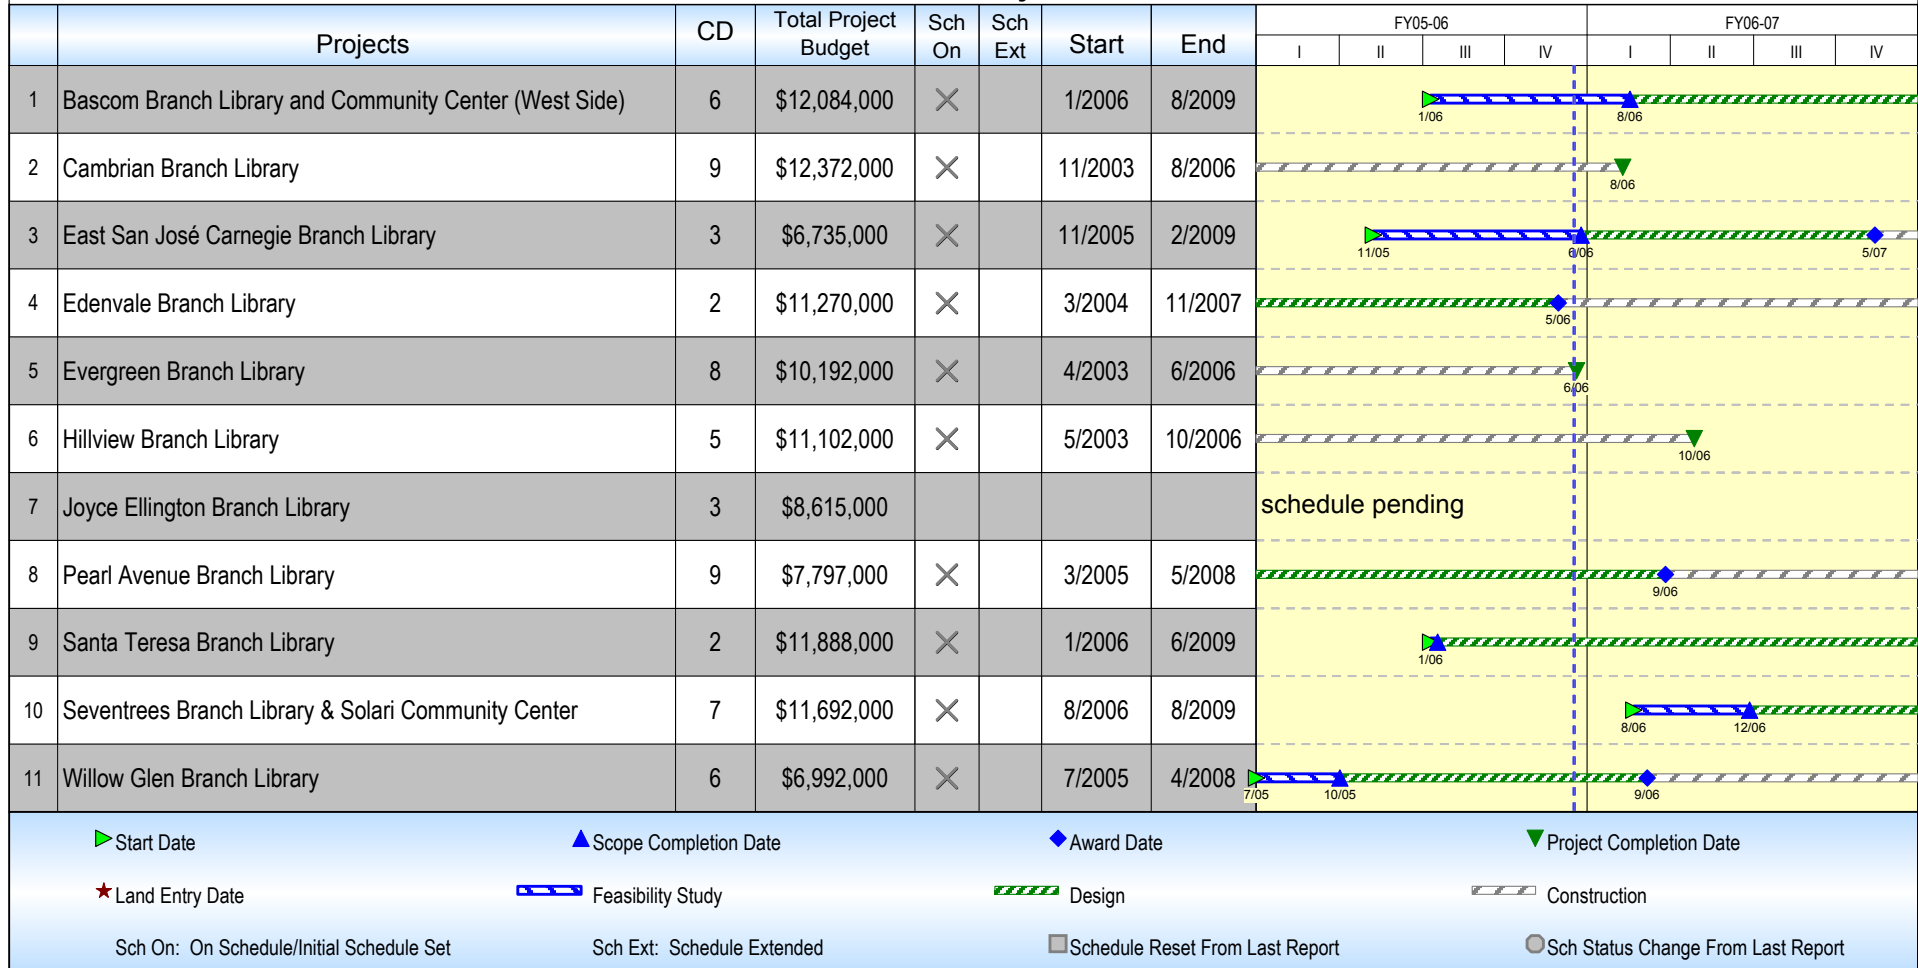 Projects CD Total Project Budget Sch On Sch Ext Start End FY05-06 FY06-07
I II III IV I II III IV
1 Bascom Branch Library and Community Center (West Side) 6 $12,084,000 1/2006 8/2009
1/06 8/06
2 Cambrian Branch Library 9 $12,372,000 11/2003 8/2006
8/06
3 East San José Carnegie Branch Library 3 $6,735,000 11/2005 2/2009
11/05 6/06 5/07
4 Edenvale Branch Library 2 $11,270,000 3/2004 11/2007
5/06
5 Evergreen Branch Library 8 $10,192,000 4/2003 6/2006
6/06
6 Hillview Branch Library 5 $11,102,000 5/2003 10/2006
10/06
7 Joyce Ellington Branch Library 3 $8,615,000 schedule pending
8 Pearl Avenue Branch Library 9 $7,797,000 3/2005 5/2008
9/06
9 Santa Teresa Branch Library 2 $11,888,000 1/2006 6/2009
1/06
10 Seventrees Branch Library & Solari Community Center 7 $11,692,000 8/2006 8/2009
8/06 12/06
11 Willow Glen Branch Library 6 $6,992,000 7/2005 4/2008
7/05 10/05 9/06
Start Date Scope Completion Date Award Date Project Completion Date
Land Entry Date Feasibility Study Design Construction
Sch On: On Schedule/Initial Schedule Set Sch Ext: Schedule Extended Schedule Reset From Last Report Sch Status Change From Last Report